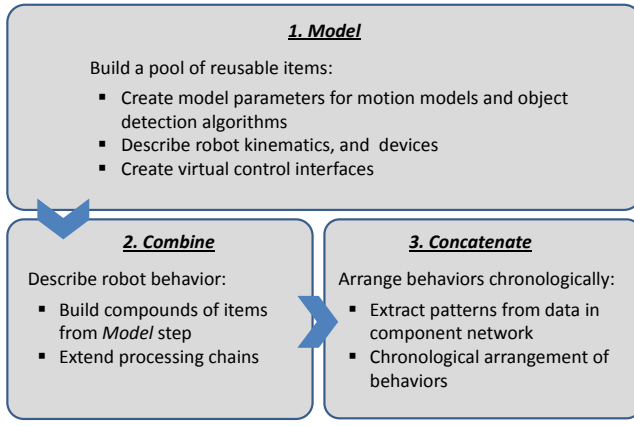 1. Model
Build a pool of reusable items:
▪ Create model parameters for motion models and object
detection algorithms
▪ Describe robot kinematics, and devices
▪ Create virtual control interfaces
2. Combine
Describe robot behavior:
▪ Build compounds of items
from Model step
▪ Extend processing chains
3. Concatenate
Arrange behaviors chronologically:
▪ Extract patterns from data in
component network
▪ Chronological arrangement of
behaviors